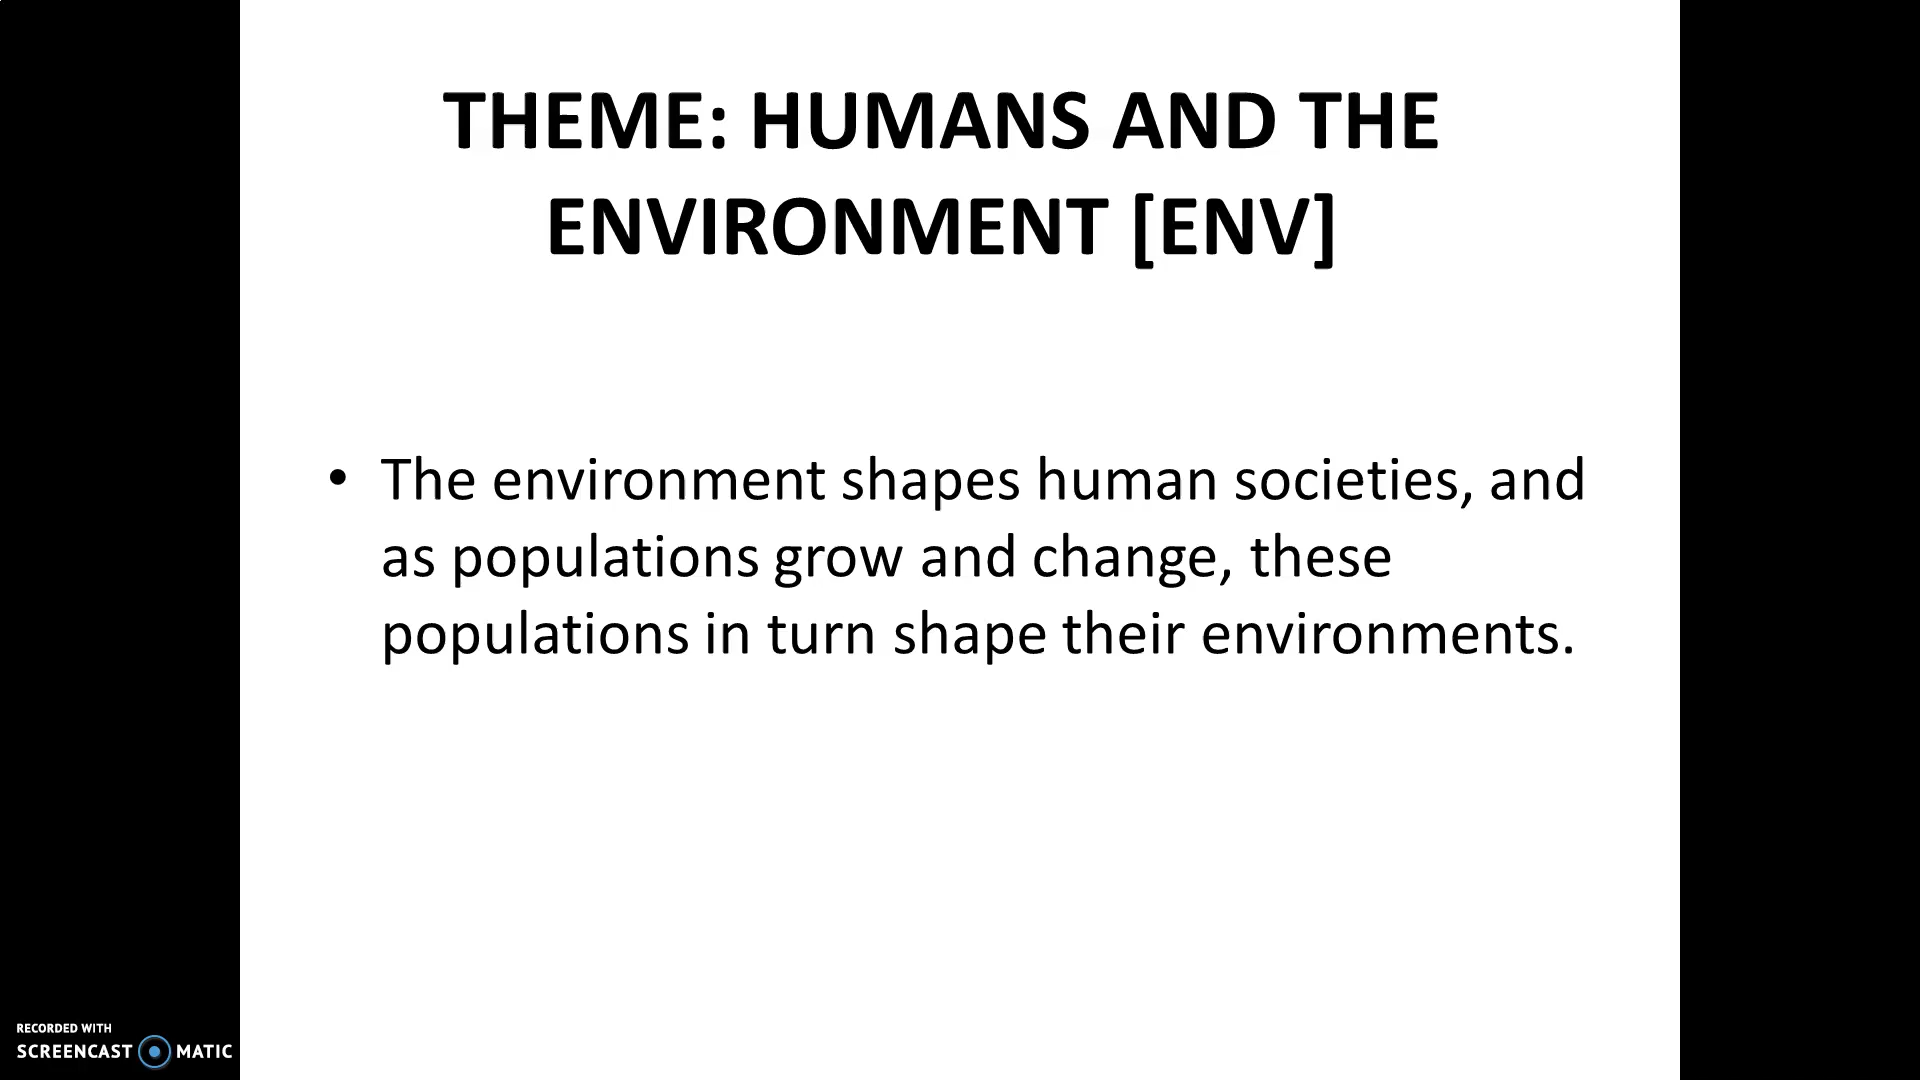 THEME: HUMANS AND THE
ENVIRONMENT [ENV]
• The environment shapes human societies, and
as populations grow and change, these
populations in turn shape their environments.
RECORDED WITH
SCREENCAST MATIC